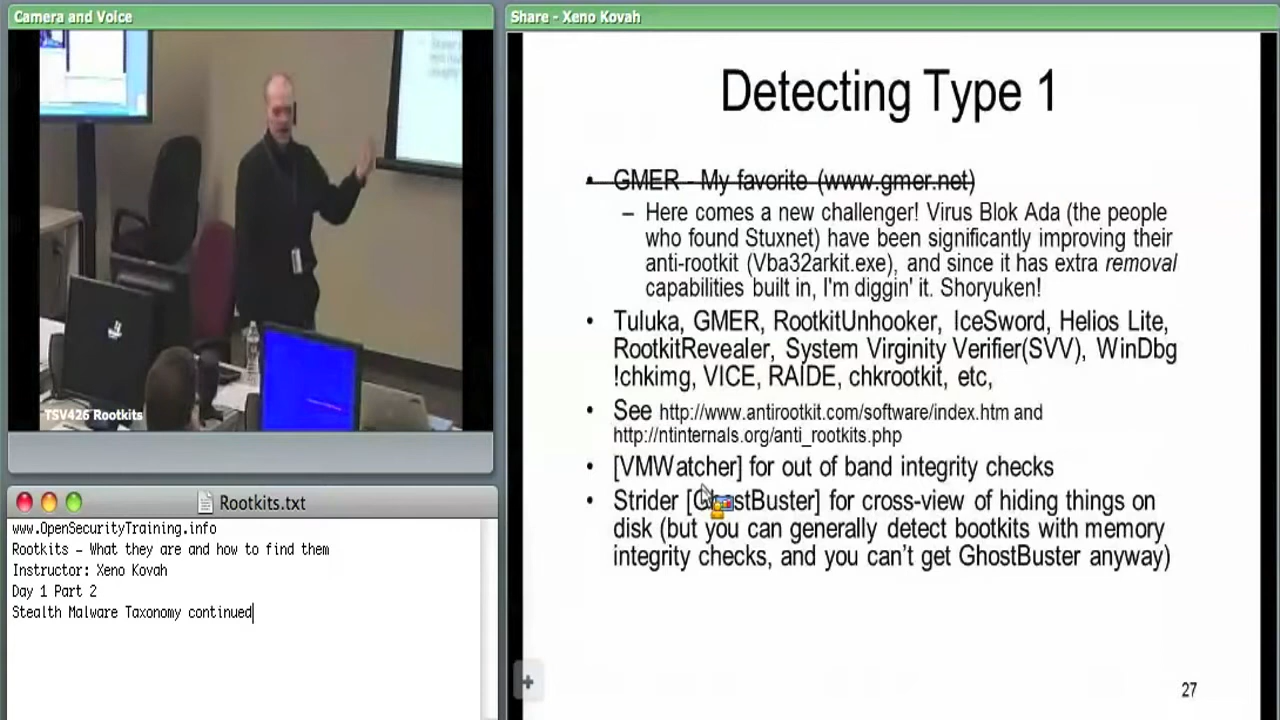 Camera and Voice
TSV426 Rootkits
Rootkits.txt
www.OpenSecurityTraining.info
Rootkits – What they are and how to find them
Instructor: Xeno Kovah
Day 1 Part 2
Stealth Malware Taxonomy continued
Share - Xeno Kovah
Detecting Type 1
• GMER - My favorite (www.gmer.net)
– Here comes a new challenger! Virus Blok Ada (the people
who found Stuxnet) have been significantly improving their
anti-rootkit (Vba32arkit.exe), and since it has extra removal
capabilities built in, I'm diggin' it. Shoryuken!
• Tuluka, GMER, RootkitUnhooker, IceSword, Helios Lite,
RootkitRevealer, System Virginity Verifier(SVV), WinDbg
!chkimg, VICE, RAIDE, chkrootkit, etc,
• See http://www.antirootkit.com/software/index.htm and
http://ntinternals.org/anti_rootkits.php
• [VMWatcher] for out of band integrity checks
• Strider [GhostBuster] for cross-view of hiding things on
disk (but you can generally detect bootkits with memory
integrity checks, and you can't get GhostBuster anyway)
27